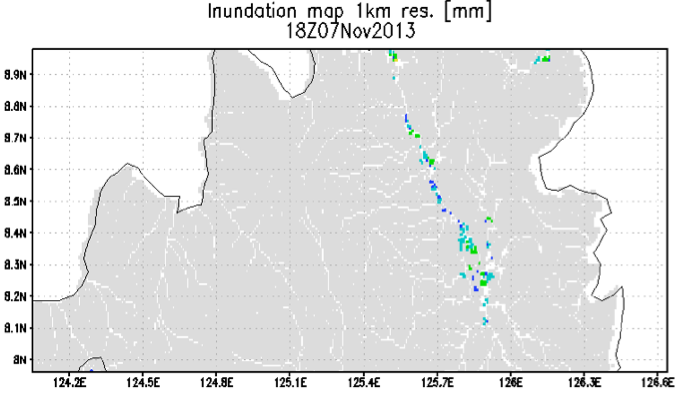 Inundation map 1km res. [mm]
18Z07Nov2013
8.9N
8.8N
8.7N
8.6N
8.5N
8.4N
8.3N
8.2N
8.1N
8N
124.2E 124.5E 124.8E 125.1E 125.4E 125.7E 126E 126.3E 126.6E